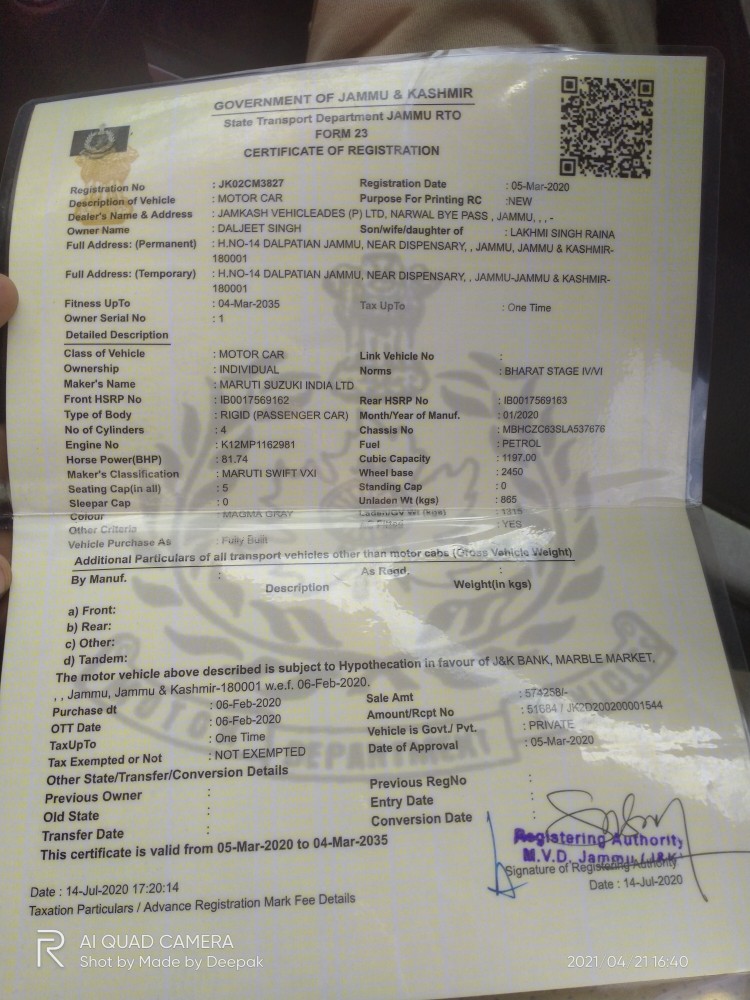 GOVERNMENT OF JAMMU & KASHMIR
State Transport Department JAMMU RTO
FORM 23
CERTIFICATE OF REGISTRATION
Registration No : JK02CM3827 Registration Date : 05-Mar-2020
Description of Vehicle : MOTOR CAR Purpose For Printing RC :NEW
Dealer's Name & Address : JAMKASH VEHICLEADES (P) LTD, NARWAL BYE PASS , JAMMU, , , -
Owner Name : DALJEET SINGH Son/wife/daughter of : LAKHMI SINGH RAINA
Full Address: (Permanent) : H.NO-14 DALPATIAN JAMMU, NEAR DISPENSARY, , JAMMU, JAMMU & KASHMIR-
180001
Full Address: (Temporary) : H.NO-14 DALPATIAN JAMMU, NEAR DISPENSARY, , JAMMU-JAMMU & KASHMIR-
180001
Fitness UpTo : 04-Mar-2035 Tax UpTo : One Time
Owner Serial No : 1
Detailed Description
Class of Vehicle : MOTOR CAR Link Vehicle No :
Ownership : INDIVIDUAL Norms : BHARAT STAGE IV/VI
Maker's Name : MARUTI SUZUKI INDIA LTD
Front HSRP No : IB0017569162 Rear HSRP No : IB0017569163
Type of Body : RIGID (PASSENGER CAR) Month/Year of Manuf. : 01/2020
No of Cylinders : 4 Chassis No : MBHCZC63SLA537676
Engine No : K12MP1162981 Fuel : PETROL
Horse Power(BHP) : 81.74 Cubic Capacity : 1197.00
Maker's Classification : MARUTI SWIFT VXI Wheel base : 2450
Seating Cap(in all) : 5 Standing Cap : 0
Sleepar Cap : 0 Unladen Wt (kgs) : 865
Colour : MAGMA GRAY Laden/GV Wt (kgs) : 1315
Other Criteria : YES
Vehicle Purchase As : Fully Built
Additional Particulars of all transport vehicles other than motor cabs (Gross Vehicle Weight)
By Manuf. : As Regd. :
Description Weight(in kgs)
a) Front:
b) Rear:
c) Other:
d) Tandem:
The motor vehicle above described is subject to Hypothecation in favour of J&K BANK, MARBLE MARKET,
, , Jammu, Jammu & Kashmir-180001 w.e.f. 06-Feb-2020.
Purchase dt : 06-Feb-2020 Sale Amt : 574258/-
OTT Date : 06-Feb-2020 Amount/Rcpt No : 51684 / JK2D200200001544
TaxUpTo : One Time Vehicle is Govt./ Pvt. : PRIVATE
Tax Exempted or Not : NOT EXEMPTED Date of Approval : 05-Mar-2020
Other State/Transfer/Conversion Details
Previous Owner : Previous RegNo :
Old State : Entry Date :
Transfer Date : Conversion Date :
This certificate is valid from 05-Mar-2020 to 04-Mar-2035
Registering Authority
M.V.D. Jammu (J&K)
Signature of Registering Authority
Date : 14-Jul-2020 17:20:14 Date : 14-Jul-2020
Taxation Particulars / Advance Registration Mark Fee Details
DEPARTMENT
R AI QUAD CAMERA
Shot by Made by Deepak 2021 04 21 16:40